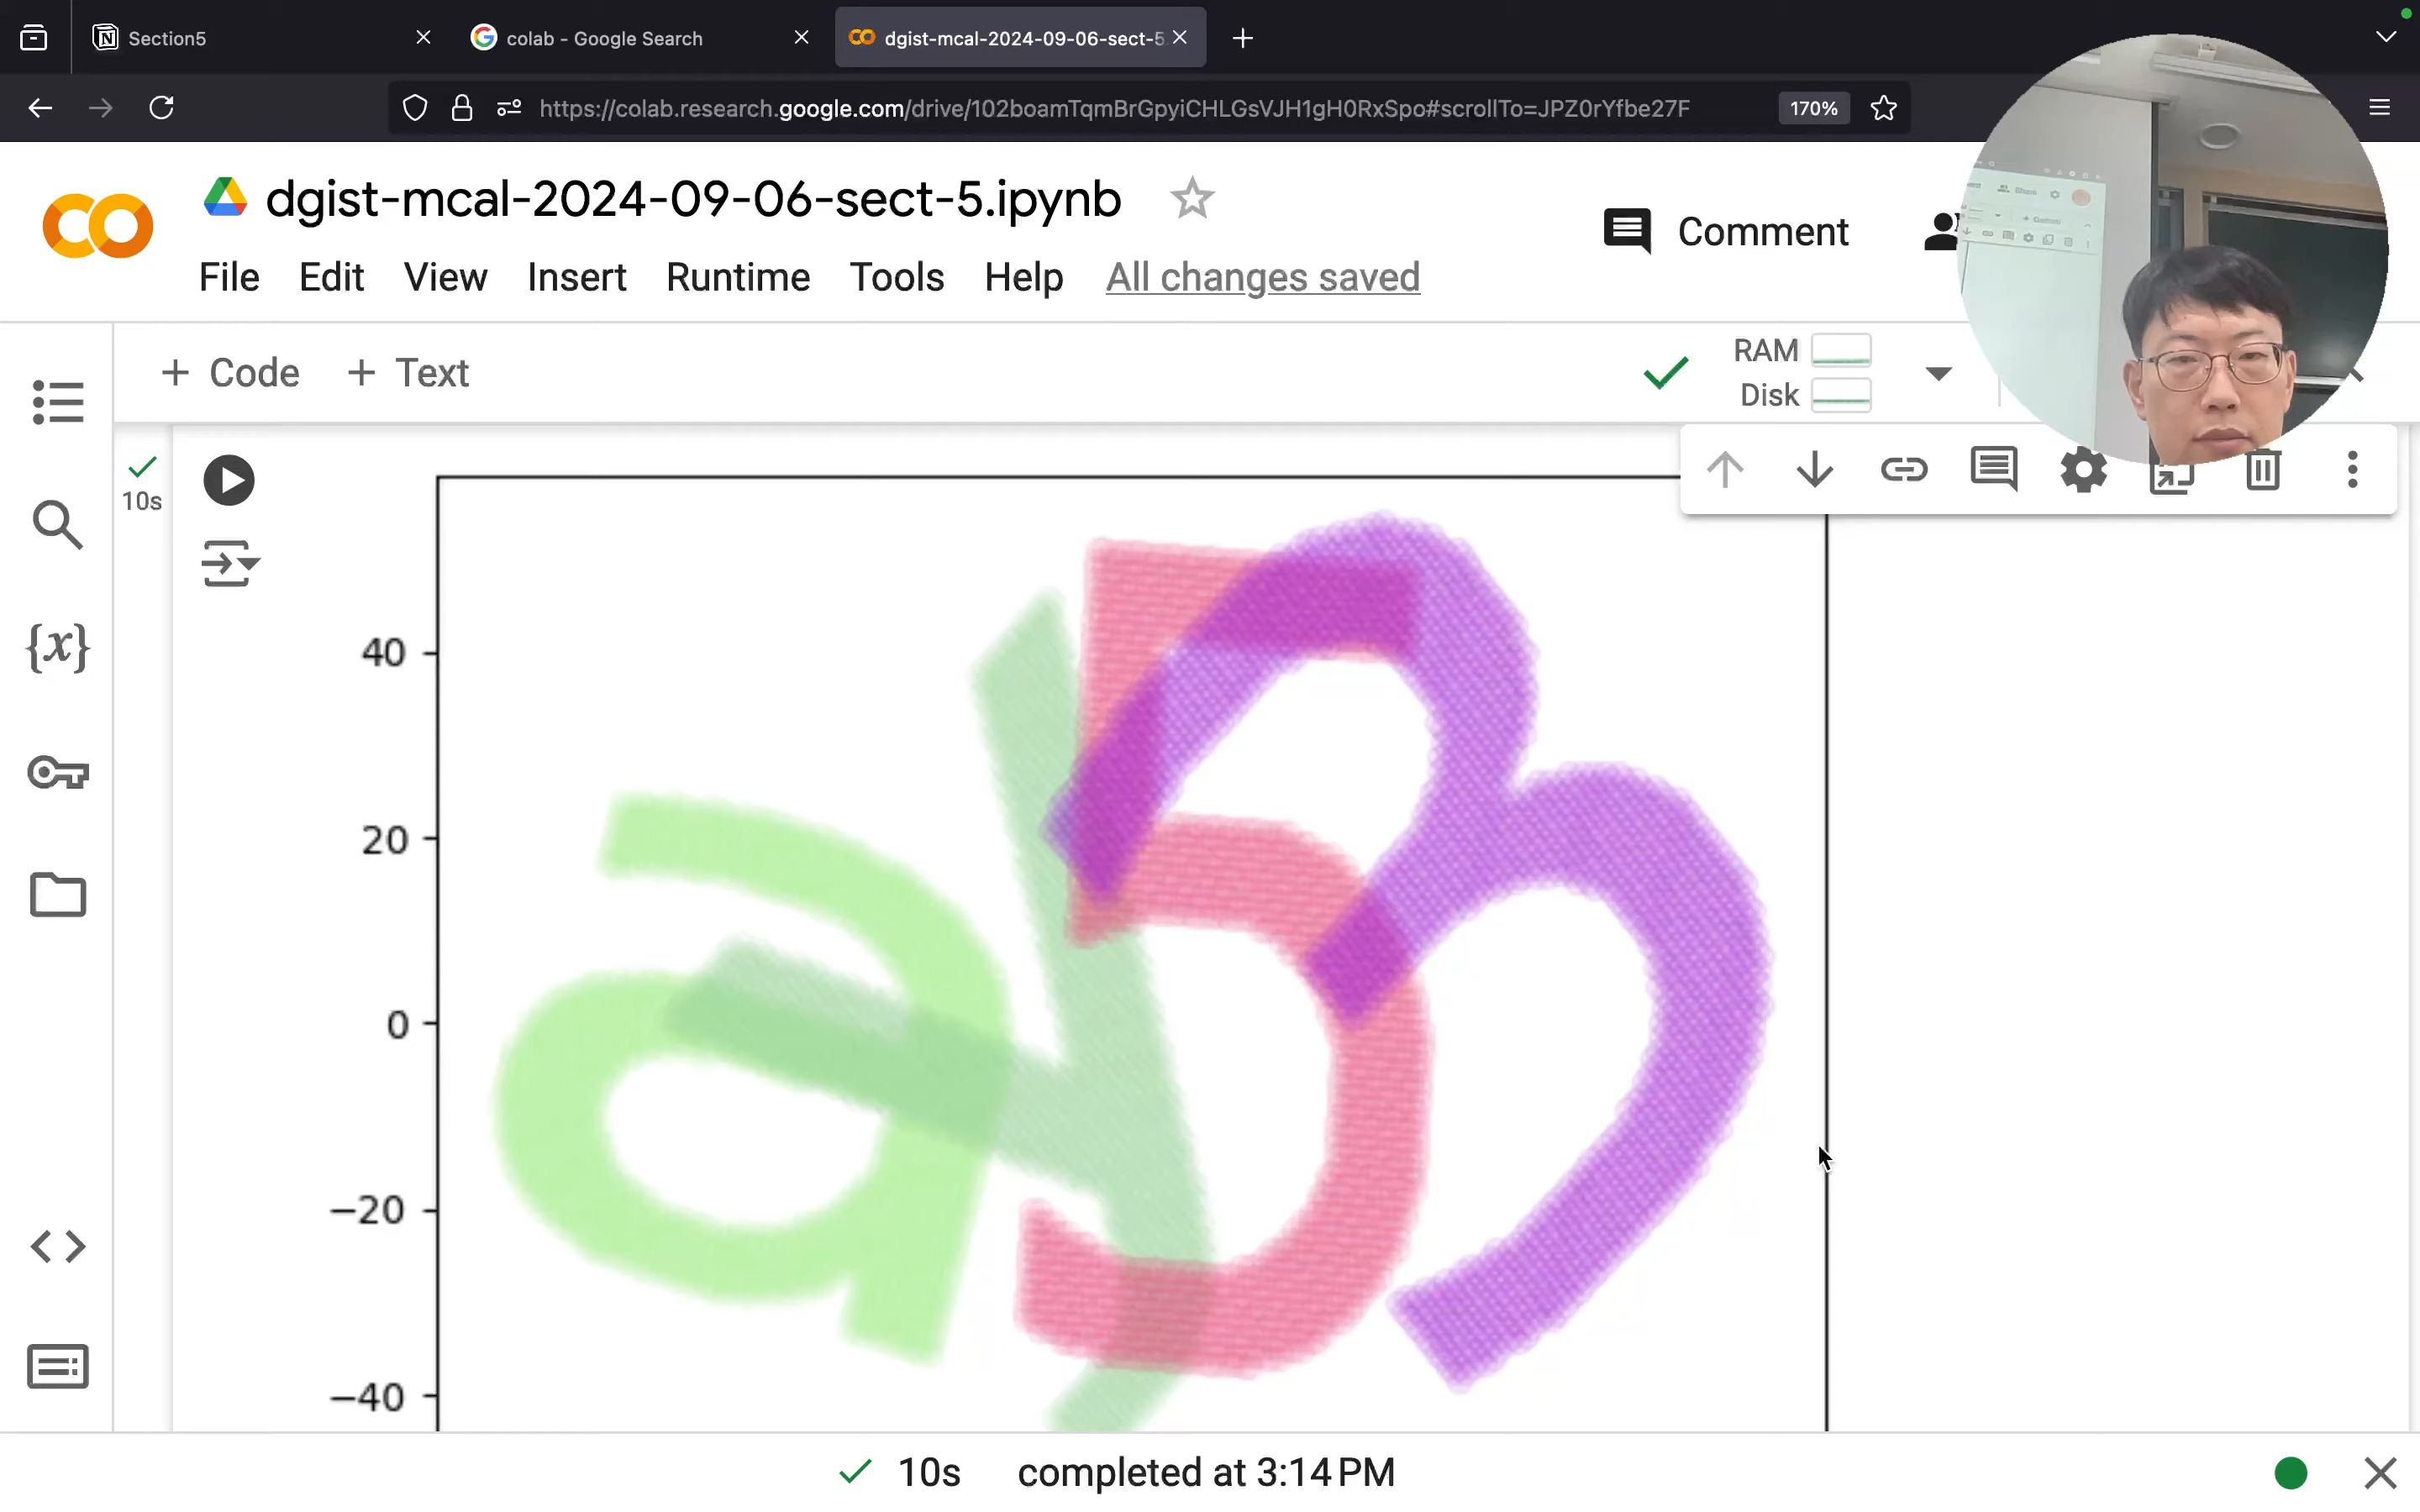 Section5
colab - Google Search
dgist-mcal-2024-09-06-sect-5
https://colab.research.google.com/drive/102boamTqmBrGpyiCHLGsVJH1gH0RxSpo#scrollTo=JPZ0rYfbe27F
170%
dgist-mcal-2024-09-06-sect-5.ipynb
Comment
File Edit View Insert Runtime Tools Help All changes saved
+ Code + Text
RAM
Disk
10s
40
20
0
−20
−40
a y 5 3
10s completed at 3:14 PM